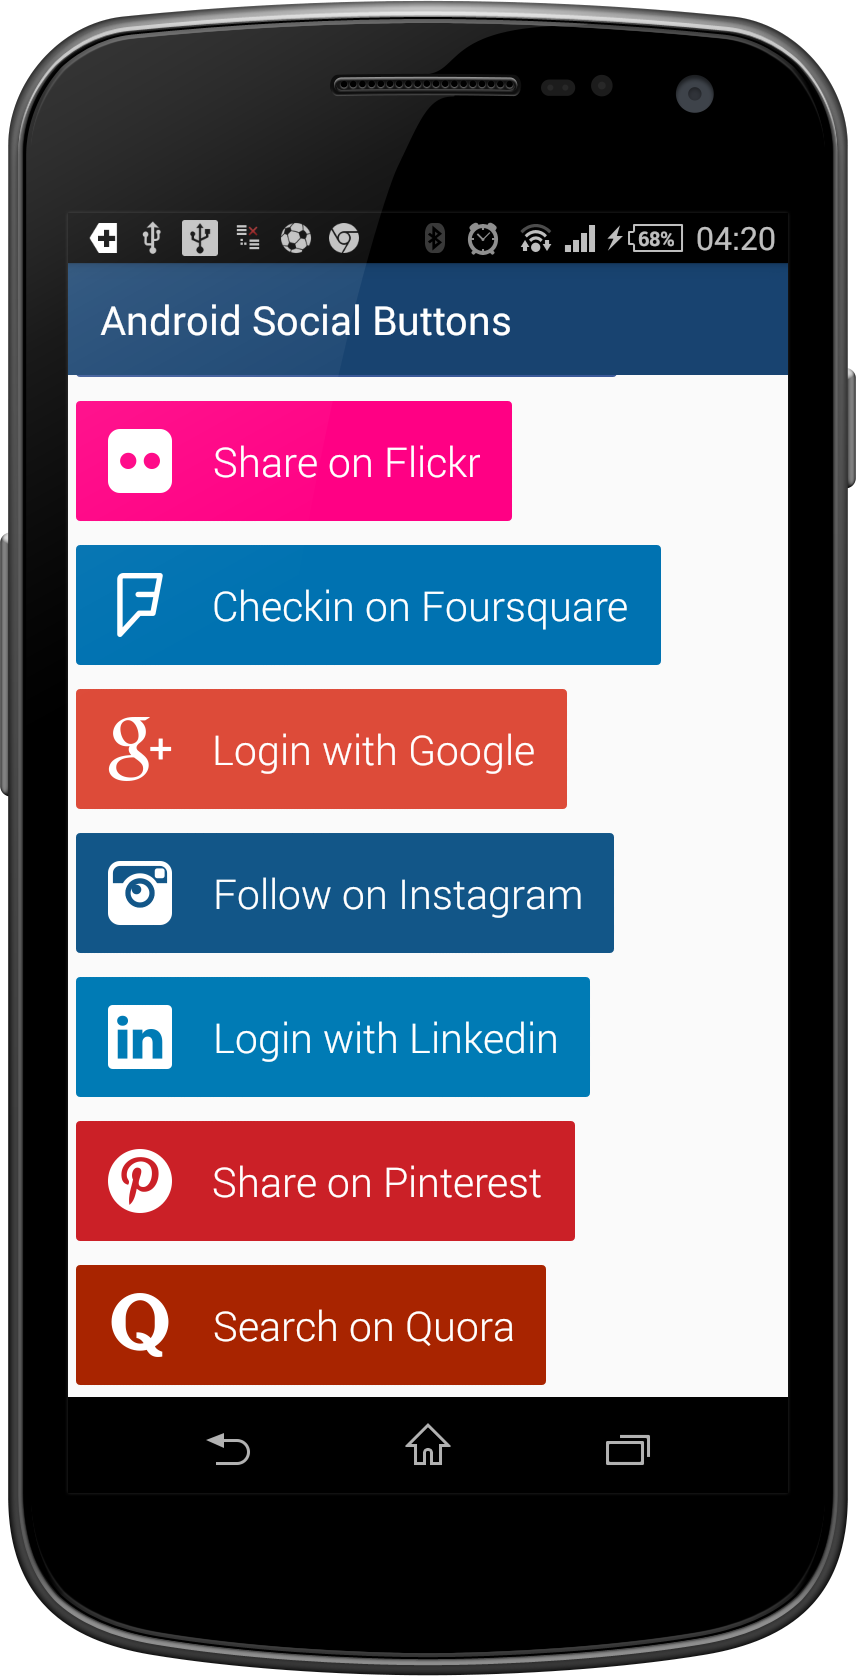 68% 04:20
Android Social Buttons
Share on Flickr
Checkin on Foursquare
g+ Login with Google
Follow on Instagram
in Login with Linkedin
Share on Pinterest
Q Search on Quora